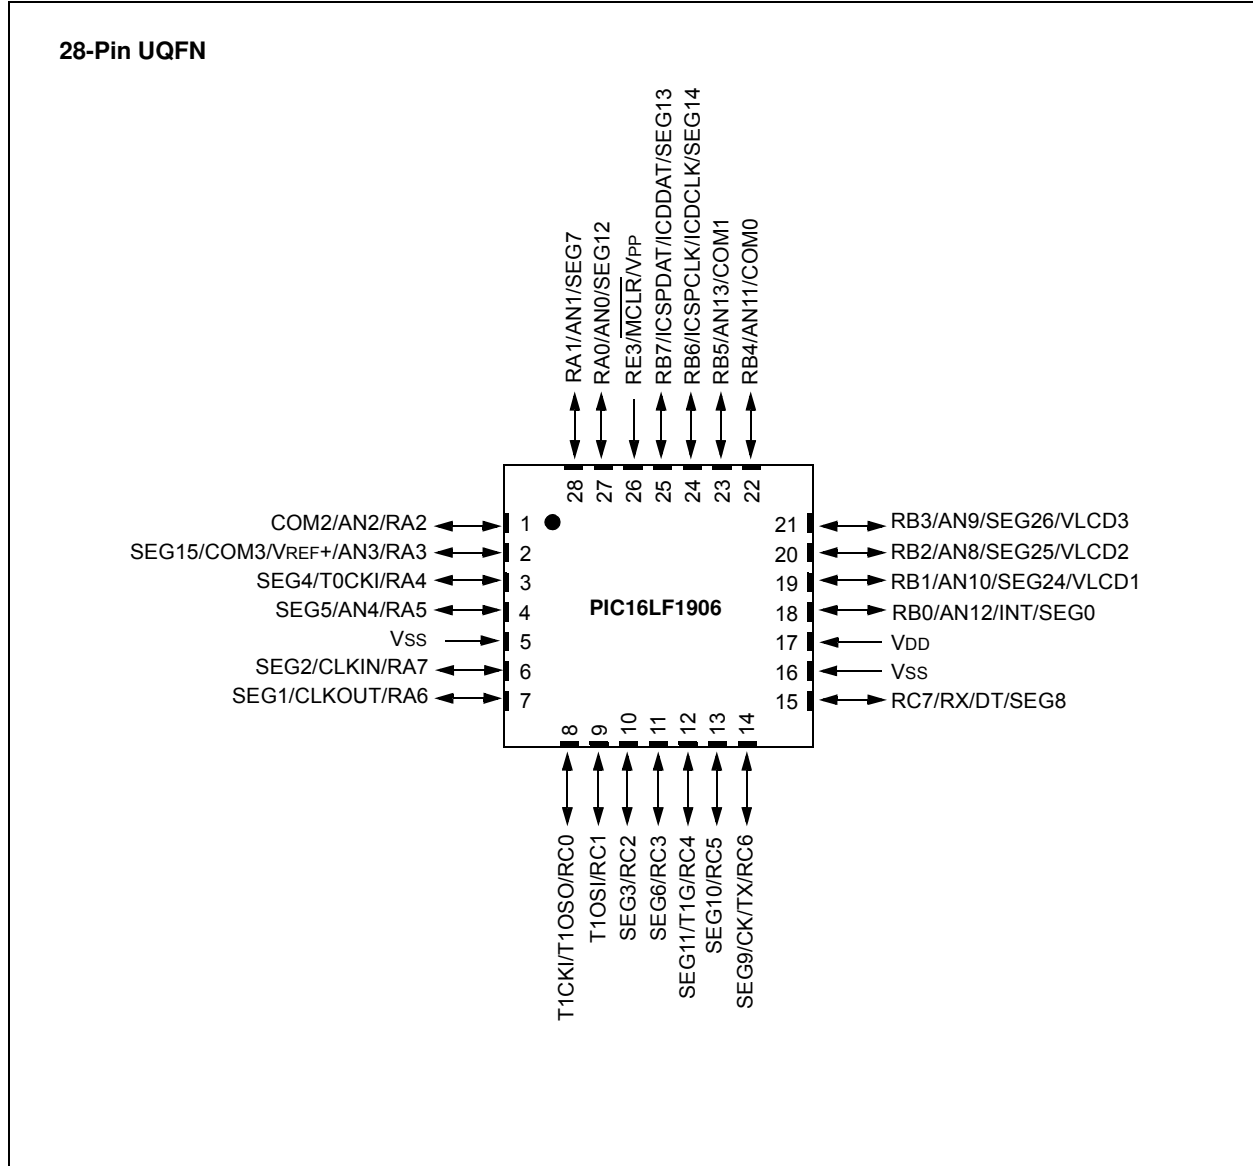 28-Pin UQFN
RA1/AN1/SEG7
RA0/AN0/SEG12
RE3/MCLR/VPP
RB7/ICSPDAT/ICDDAT/SEG13
RB6/ICSPCLK/ICDCLK/SEG14
RB5/AN13/COM1
RB4/AN11/COM0
28
27
26
25
24
23
22
COM2/AN2/RA2
SEG15/COM3/VREF+/AN3/RA3
SEG4/T0CKI/RA4
SEG5/AN4/RA5
VSS
SEG2/CLKIN/RA7
SEG1/CLKOUT/RA6
1
2
3
4
5
6
7
PIC16LF1906
21
20
19
18
17
16
15
RB3/AN9/SEG26/VLCD3
RB2/AN8/SEG25/VLCD2
RB1/AN10/SEG24/VLCD1
RB0/AN12/INT/SEG0
VDD
VSS
RC7/RX/DT/SEG8
8
9
10
11
12
13
14
T1CKI/T1OSO/RC0
T1OSI/RC1
SEG3/RC2
SEG6/RC3
SEG11/T1G/RC4
SEG10/RC5
SEG9/CK/TX/RC6